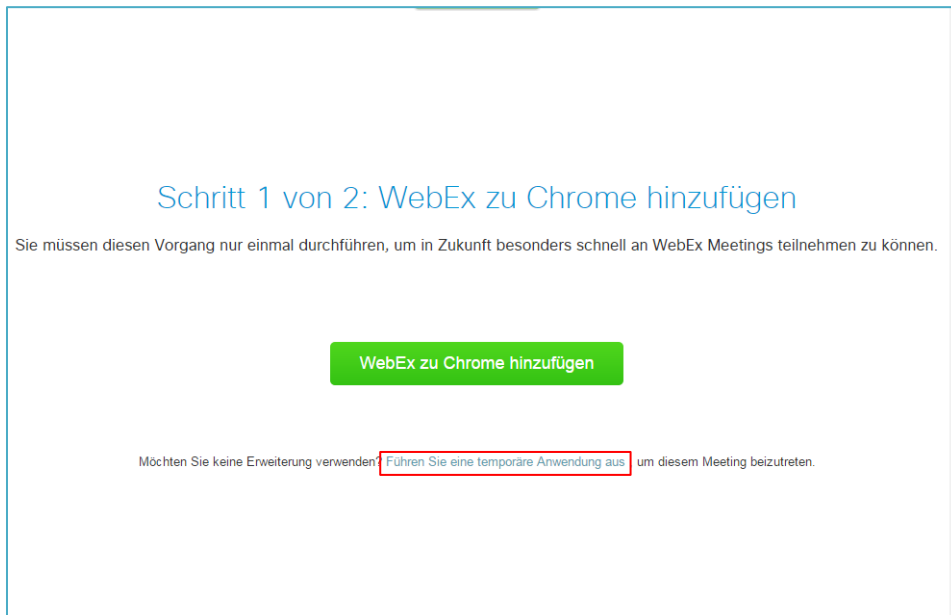 Schritt 1 von 2: WebEx zu Chrome hinzufügen
Sie müssen diesen Vorgang nur einmal durchführen, um in Zukunft besonders schnell an WebEx Meetings teilnehmen zu können.
WebEx zu Chrome hinzufügen
Möchten Sie keine Erweiterung verwenden? Führen Sie eine temporäre Anwendung aus um diesem Meeting beizutreten.